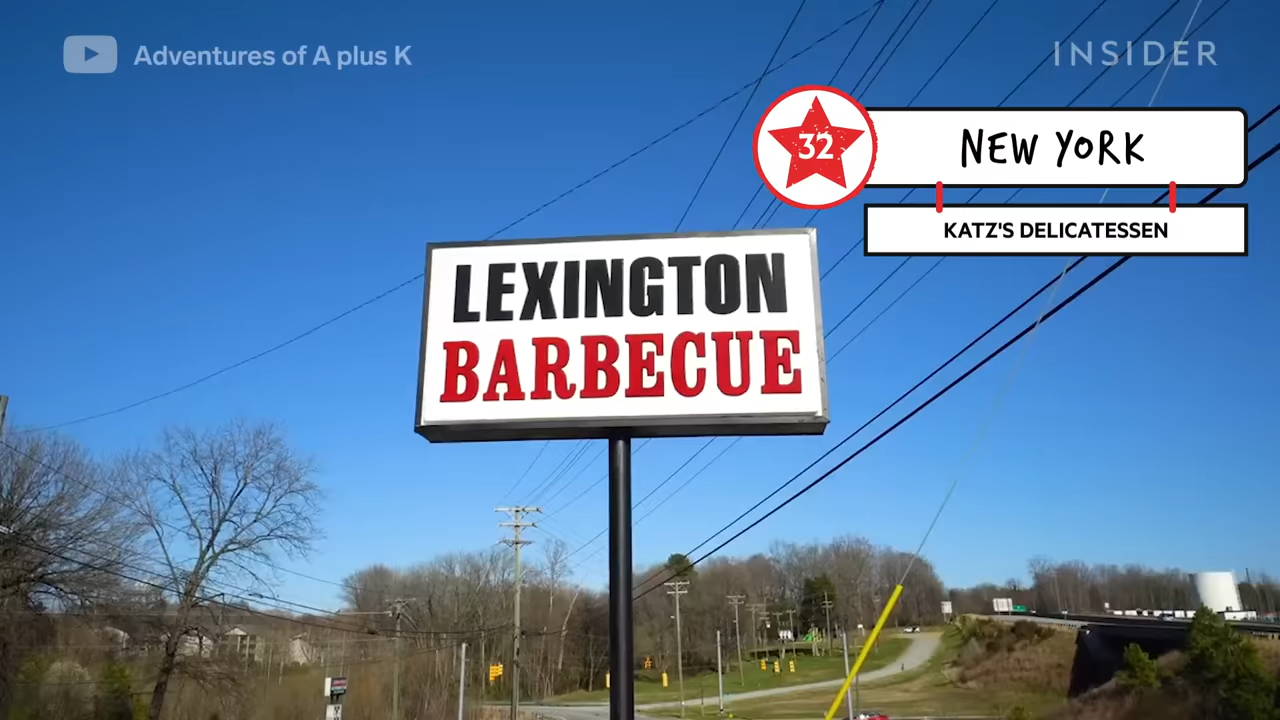 Adventures of A plus K
INSIDER
32
NEW YORK
KATZ'S DELICATESSEN
LEXINGTON
BARBECUE